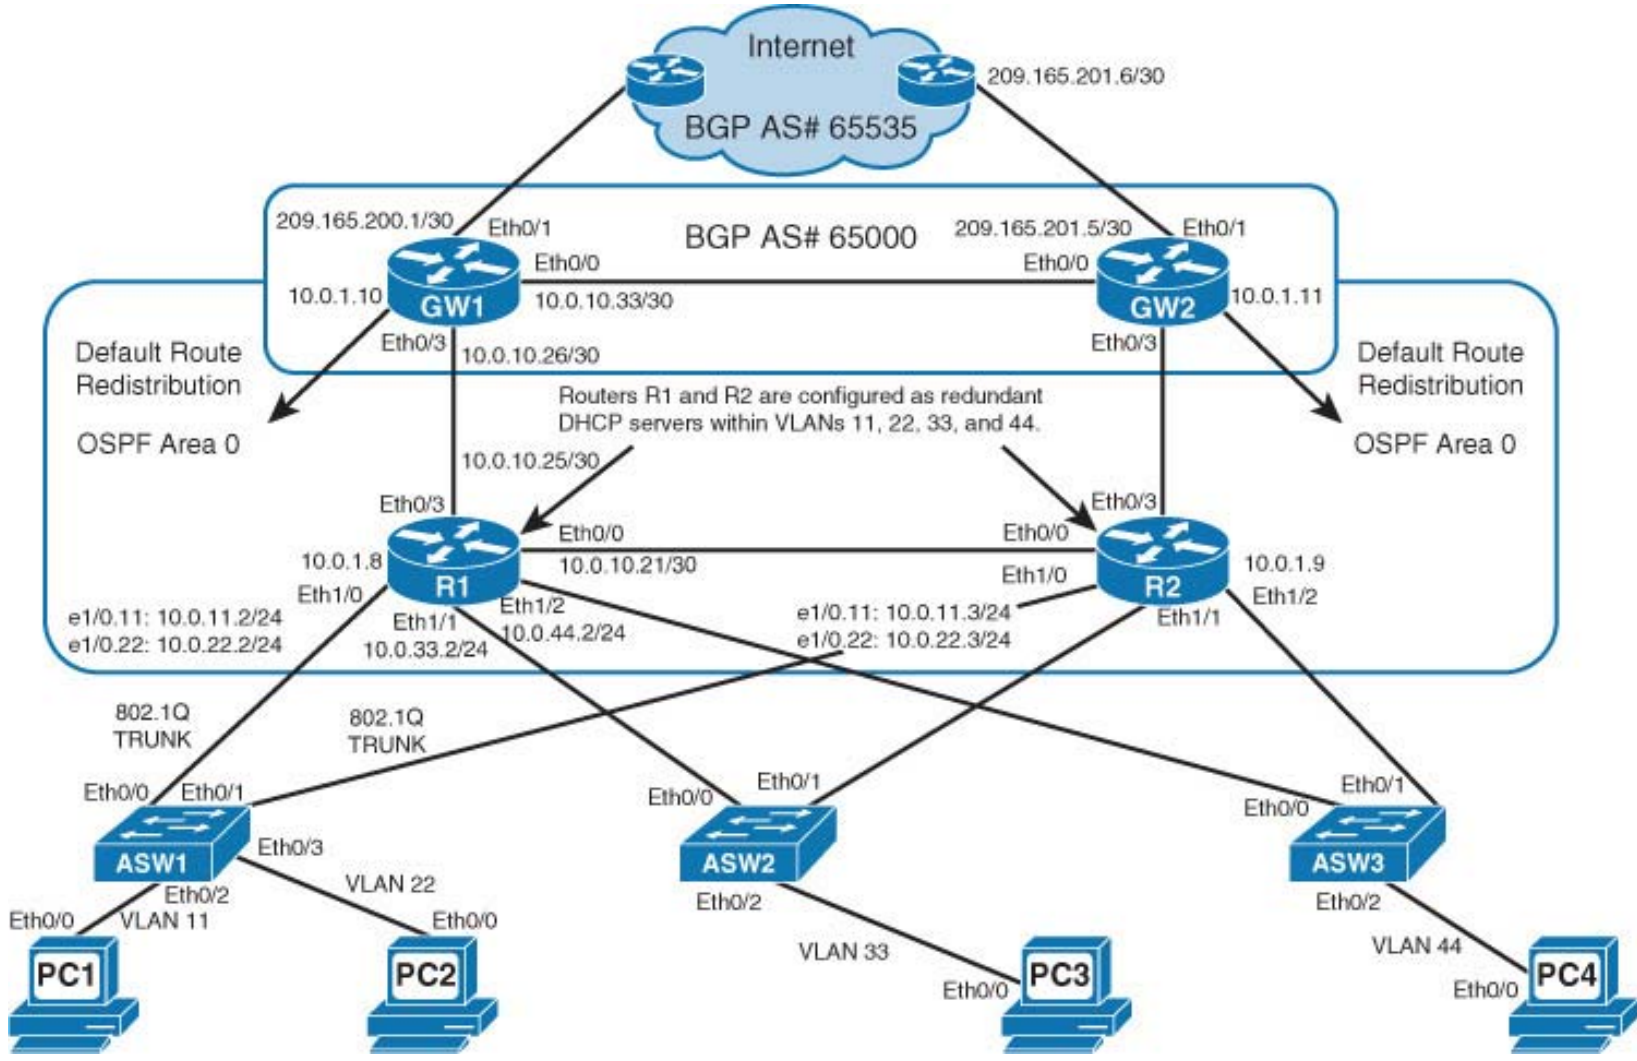 Internet
209.165.201.6/30
BGP AS# 65535
209.165.200.1/30
Eth0/1
BGP AS# 65000
209.165.201.5/30
Eth0/1
Eth0/0
Eth0/0
10.0.1.10
GW1
10.0.10.33/30
GW2
10.0.1.11
Eth0/3
10.0.10.26/30
Eth0/3
Default Route
Redistribution
OSPF Area 0
Default Route
Redistribution
OSPF Area 0
Routers R1 and R2 are configured as redundant
DHCP servers within VLANs 11, 22, 33, and 44.
10.0.10.25/30
Eth0/3
Eth0/3
Eth0/0
Eth0/0
10.0.1.8
R1
10.0.10.21/30
R2
10.0.1.9
Eth1/0
Eth1/0
Eth1/2
e1/0.11: 10.0.11.2/24
e1/0.22: 10.0.22.2/24
Eth1/1
10.0.33.2/24
Eth1/2
10.0.44.2/24
e1/0.11: 10.0.11.3/24
e1/0.22: 10.0.22.3/24
Eth1/1
802.1Q
TRUNK
802.1Q
TRUNK
Eth0/0
Eth0/1
Eth0/0
Eth0/1
Eth0/0
Eth0/1
ASW1
Eth0/3
ASW2
ASW3
Eth0/2
VLAN 22
Eth0/2
Eth0/2
Eth0/0
VLAN 11
Eth0/0
VLAN 33
VLAN 44
PC1
PC2
Eth0/0
PC3
Eth0/0
PC4